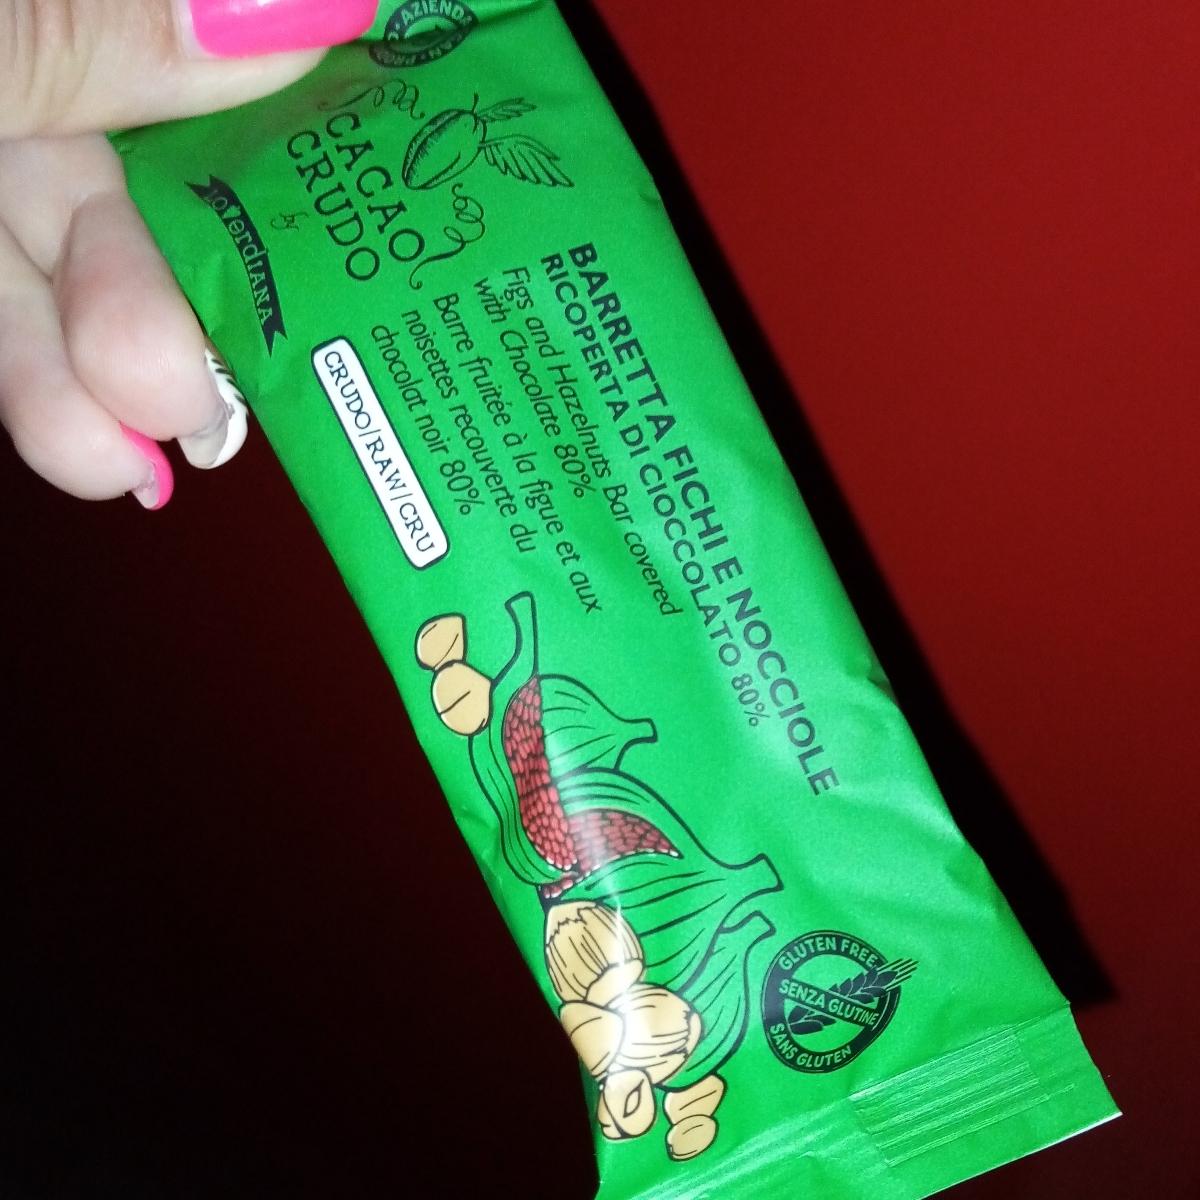 AZIENDA
CACAO
CRUDO
by
BARRETTA FICHI E NOCCIOLE
RICOPERTA DI CIOCCOLATO 80%
Figs and Hazelnuts Bar covered
with Chocolate 80%
Barre fruitée à la figue et aux
noisettes recouverte du
chocolat noir 80%
CRUDO/RAW/CRU
GLUTEN FREE
SENZA GLUTINE
SANS GLUTEN